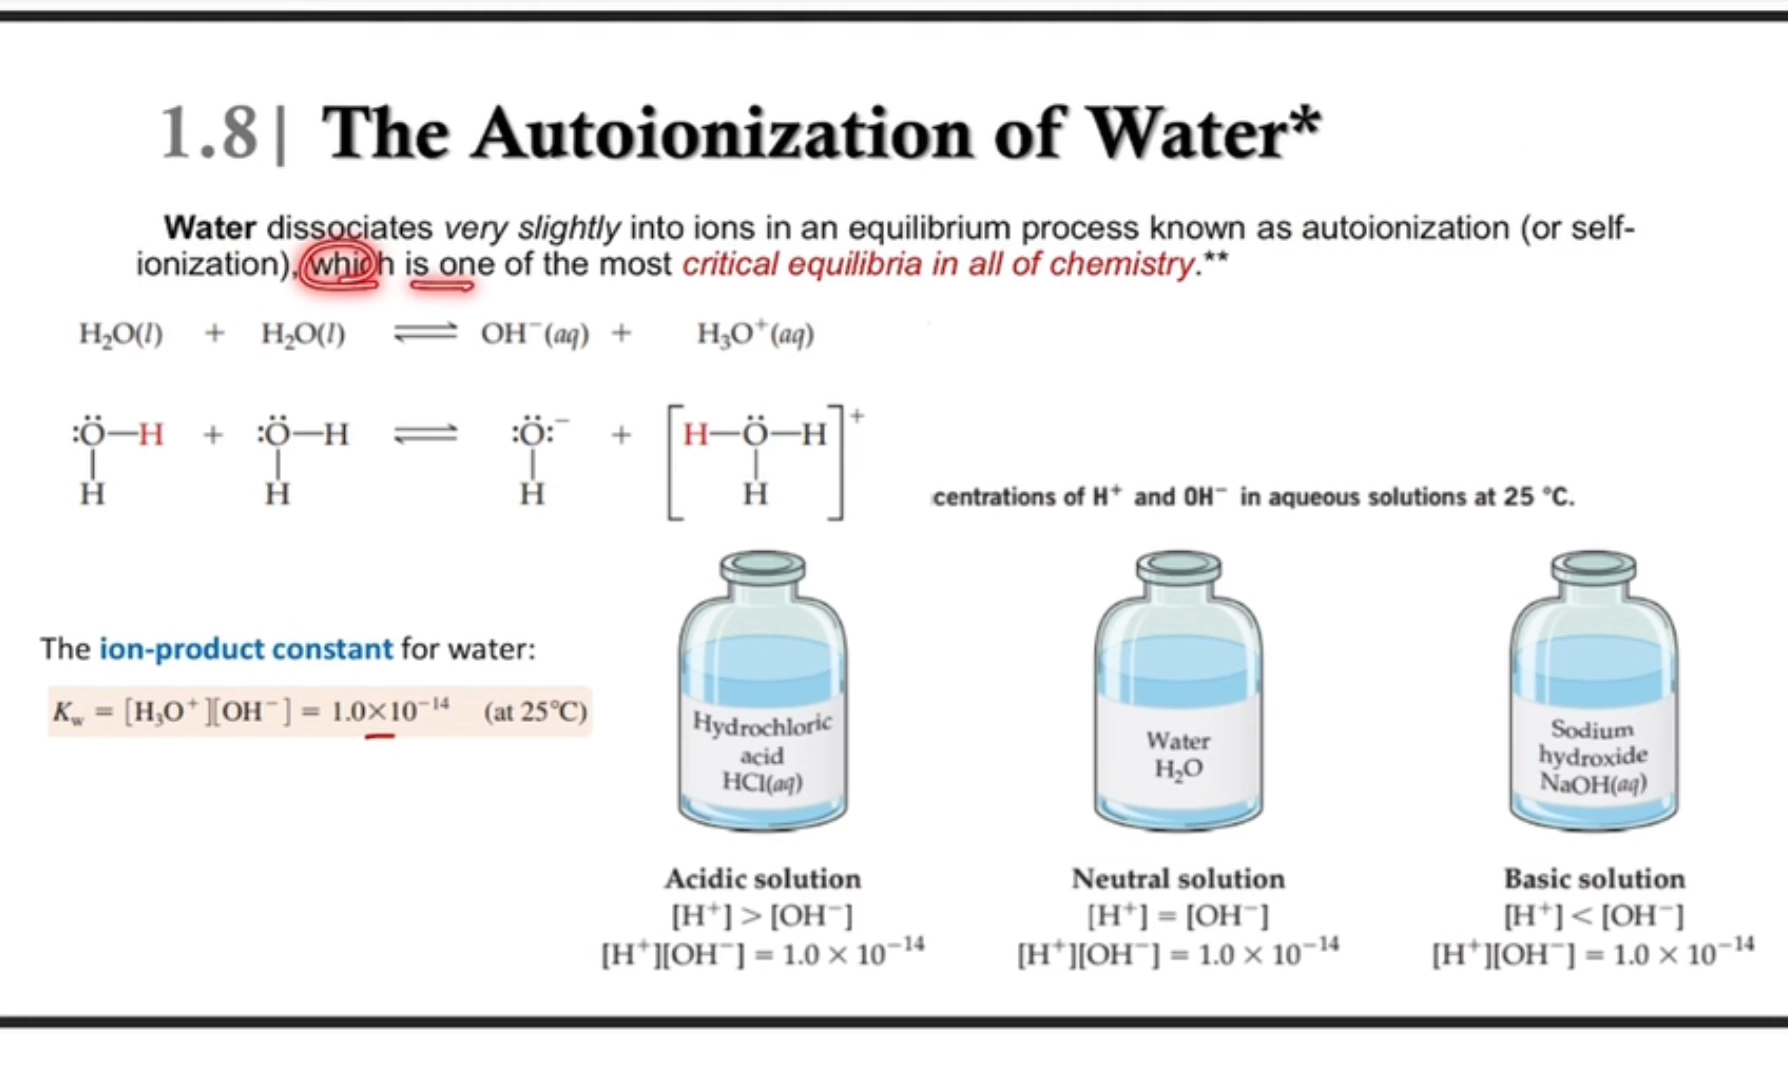 1.8| The Autoionization of Water*
Water dissociates very slightly into ions in an equilibrium process known as autoionization (or self-
ionization), which is one of the most critical equilibria in all of chemistry.**
H₂O(l) + H₂O(l) ⇌ OH⁻(aq) + H₃O⁺(aq)
:Ö—H + :Ö—H ⇌ :Ö:⁻ + [H—Ö—H]⁺
H H H H
centrations of H⁺ and OH⁻ in aqueous solutions at 25 °C.
The ion-product constant for water:
K_w = [H₃O⁺][OH⁻] = 1.0×10⁻¹⁴ (at 25°C)
Hydrochloric
acid
HCl(aq)
Water
H₂O
Sodium
hydroxide
NaOH(aq)
Acidic solution
[H⁺] > [OH⁻]
[H⁺][OH⁻] = 1.0 × 10⁻¹⁴
Neutral solution
[H⁺] = [OH⁻]
[H⁺][OH⁻] = 1.0 × 10⁻¹⁴
Basic solution
[H⁺] < [OH⁻]
[H⁺][OH⁻] = 1.0 × 10⁻¹⁴